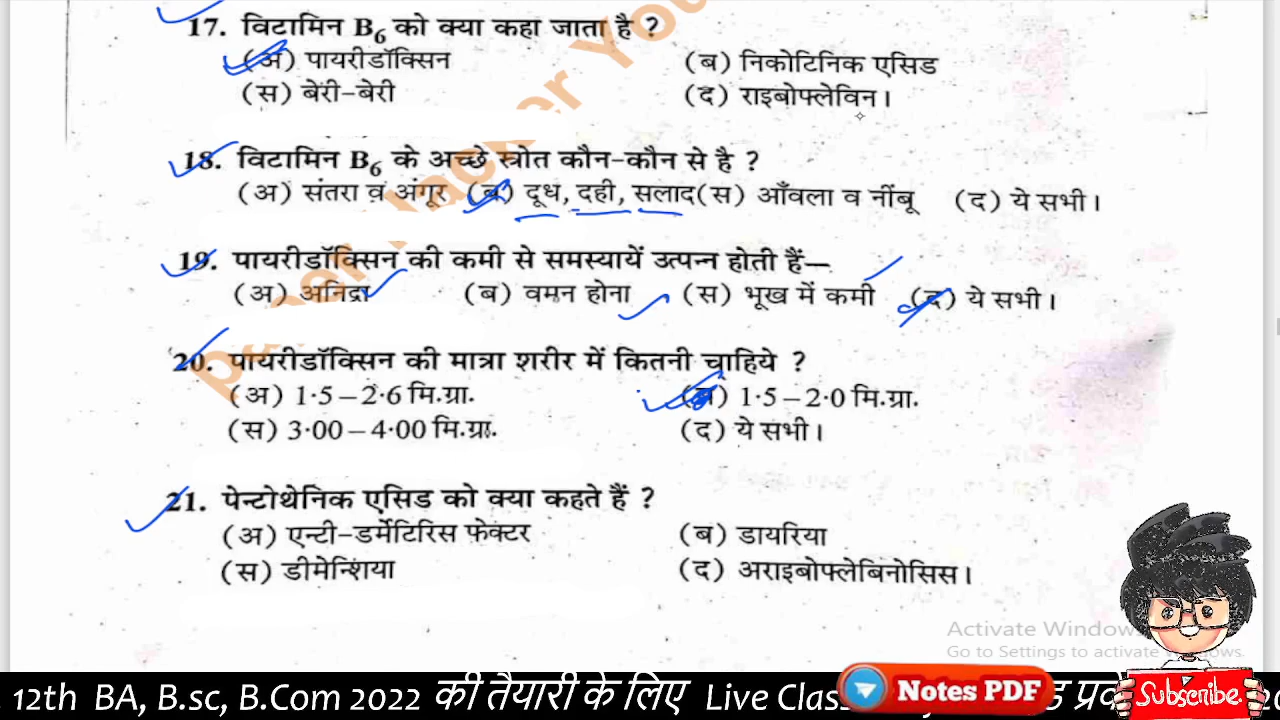 17. विटामिन B₆ को क्या कहा जाता है ?
(अ) पायरीडॉक्सिन (ब) निकोटिनिक एसिड
(स) बेरी-बेरी (द) राइबोफ्लेविन।
18. विटामिन B₆ के अच्छे स्त्रोत कौन-कौन से है ?
(अ) संतरा व अंगूर (ब) दूध, दही, सलाद (स) आँवला व नींबू (द) ये सभी।
19. पायरीडॉक्सिन की कमी से समस्यायें उत्पन्न होती हैं—
(अ) अनिद्रा (ब) वमन होना (स) भूख में कमी (द) ये सभी।
20. पायरीडॉक्सिन की मात्रा शरीर में कितनी चाहिये ?
(अ) 1·5 – 2·6 मि.ग्रा. (ब) 1·5 – 2·0 मि.ग्रा.
(स) 3·00 – 4·00 मि.ग्रा. (द) ये सभी।
21. पेन्टोथेनिक एसिड को क्या कहते हैं ?
(अ) एन्टी-डर्मेटिरिस फेक्टर (ब) डायरिया
(स) डीमेन्शिया (द) अराइबोफ्लेबिनोसिस।
Activate Windows
Go to Settings to activate Windows.
12th BA, B.sc, B.Com 2022 की तैयारी के लिए Live Clas
Notes PDF
Subscribe